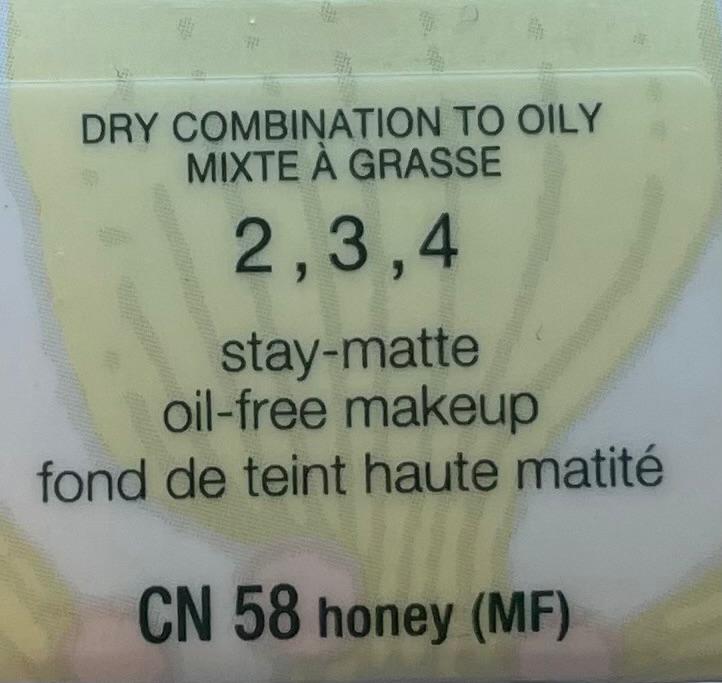 DRY COMBINATION TO OILY
MIXTE À GRASSE
2 , 3 , 4
stay-matte
oil-free makeup
fond de teint haute matité
CN 58 honey (MF)